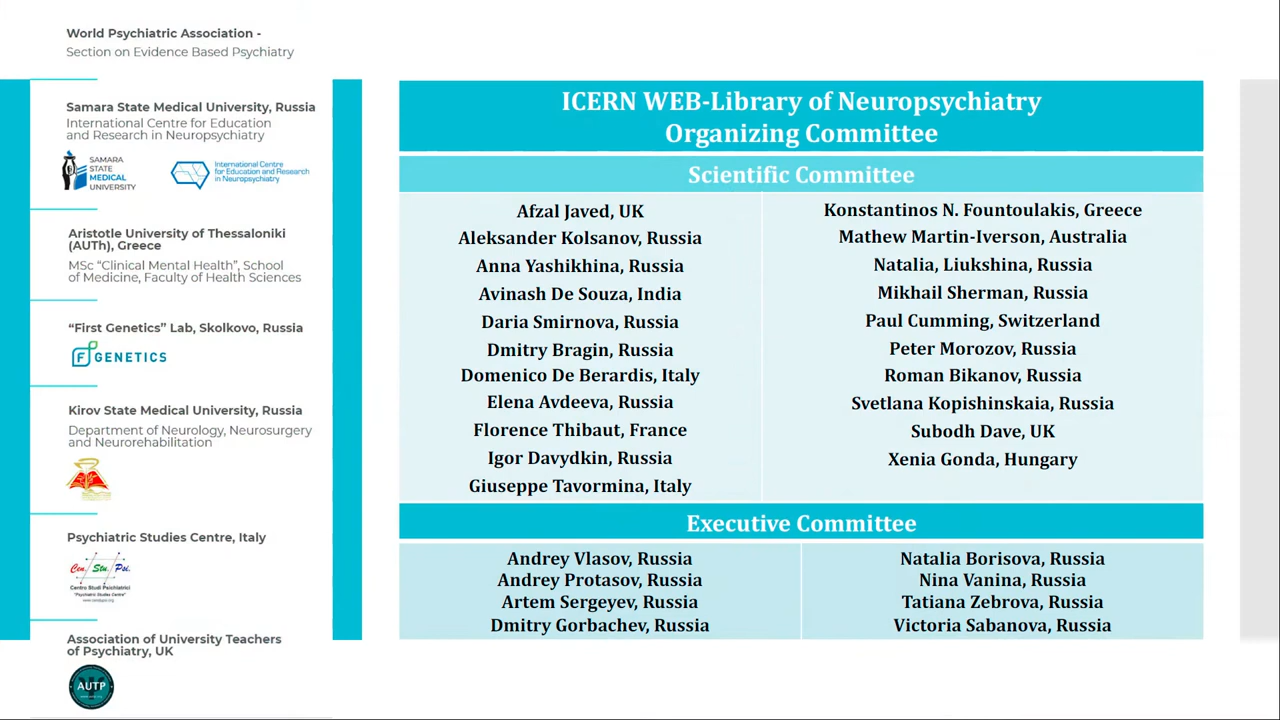 World Psychiatric Association -
Section on Evidence Based Psychiatry
Samara State Medical University, Russia
International Centre for Education
and Research in Neuropsychiatry
SAMARA
STATE
MEDICAL
UNIVERSITY
International Centre
for Education and Research
in Neuropsychiatry
Aristotle University of Thessaloniki
(AUTh), Greece
MSc “Clinical Mental Health”, School
of Medicine, Faculty of Health Sciences
“First Genetics” Lab, Skolkovo, Russia
F GENETICS
Kirov State Medical University, Russia
Department of Neurology, Neurosurgery
and Neurorehabilitation
Psychiatric Studies Centre, Italy
Cen. Stu. Psi.
Centro Studi Psichiatrici
"Psychiatric Studies Centre"
Association of University Teachers
of Psychiatry, UK
AUTP
ICERN WEB-Library of Neuropsychiatry
Organizing Committee
Scientific Committee
Afzal Javed, UK
Aleksander Kolsanov, Russia
Anna Yashikhina, Russia
Avinash De Souza, India
Daria Smirnova, Russia
Dmitry Bragin, Russia
Domenico De Berardis, Italy
Elena Avdeeva, Russia
Florence Thibaut, France
Igor Davydkin, Russia
Giuseppe Tavormina, Italy
Konstantinos N. Fountoulakis, Greece
Mathew Martin-Iverson, Australia
Natalia, Liukshina, Russia
Mikhail Sherman, Russia
Paul Cumming, Switzerland
Peter Morozov, Russia
Roman Bikanov, Russia
Svetlana Kopishinskaia, Russia
Subodh Dave, UK
Xenia Gonda, Hungary
Executive Committee
Andrey Vlasov, Russia
Andrey Protasov, Russia
Artem Sergeyev, Russia
Dmitry Gorbachev, Russia
Natalia Borisova, Russia
Nina Vanina, Russia
Tatiana Zebrova, Russia
Victoria Sabanova, Russia